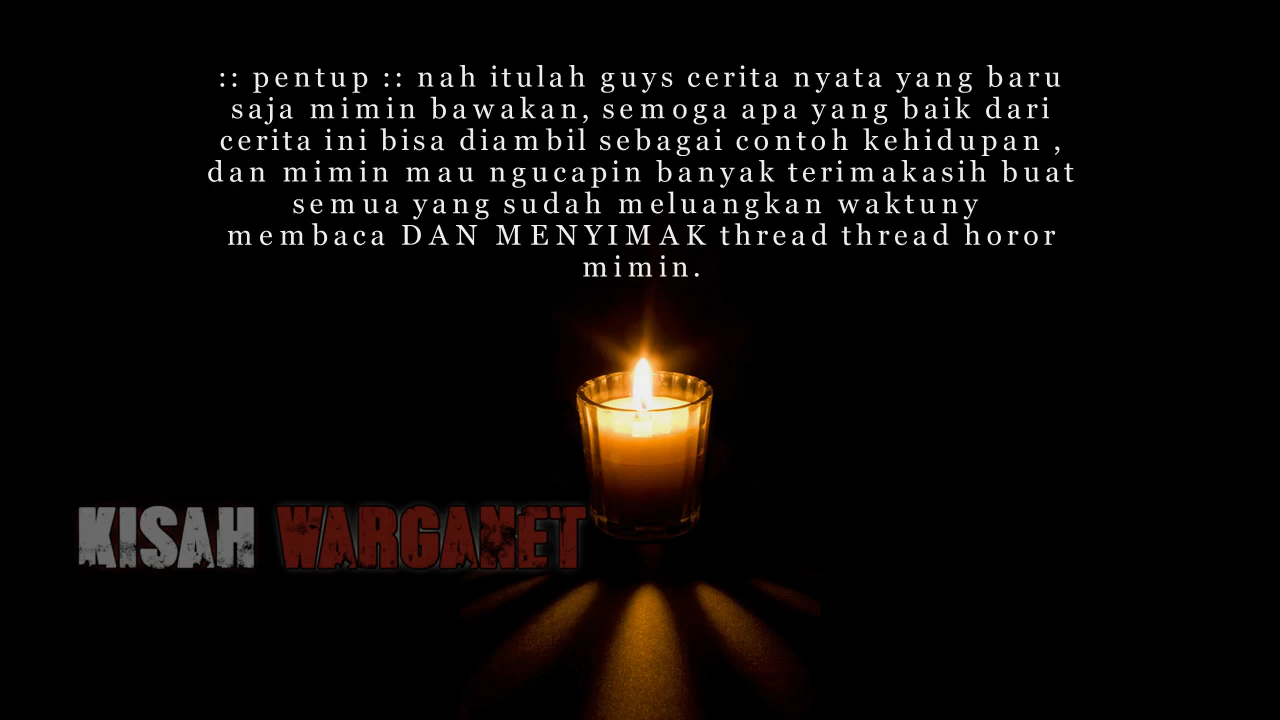 :: pentup :: nah itulah guys cerita nyata yang baru
saja mimin bawakan, semoga apa yang baik dari
cerita ini bisa diambil sebagai contoh kehidupan ,
dan mimin mau ngucapin banyak terimakasih buat
semua yang sudah meluangkan waktuny
membaca DAN MENYIMAK thread thread horor
mimin.
KISAH WARGANET